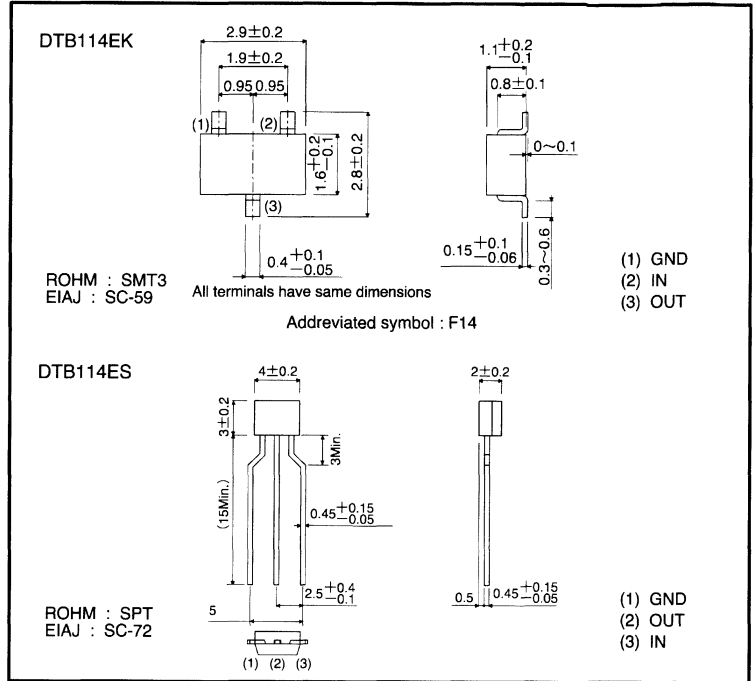 DTB114EK
2.9±0.2
1.9±0.2
0.95 0.95
(1) (2)
1.6 +0.2 −0.1
2.8±0.2
(3)
0.4 +0.1 −0.05
1.1 +0.2 −0.1
0.8±0.1
0~0.1
0.15 +0.1 −0.06
0.3~0.6
ROHM : SMT3
EIAJ : SC-59
All terminals have same dimensions
(1) GND
(2) IN
(3) OUT
Addreviated symbol : F14
DTB114ES
4±0.2
3±0.2
3Min.
(15Min.)
0.45 +0.15 −0.05
2.5 +0.4 −0.1
5
(1) (2) (3)
2±0.2
0.5
0.45 +0.15 −0.05
ROHM : SPT
EIAJ : SC-72
(1) GND
(2) OUT
(3) IN